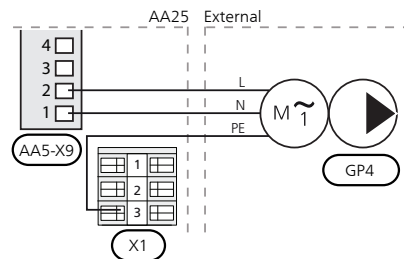 AA25 External
4
3
2
1
L
N
PE
M ~ 1
AA5-X9
GP4
1
2
3
X1